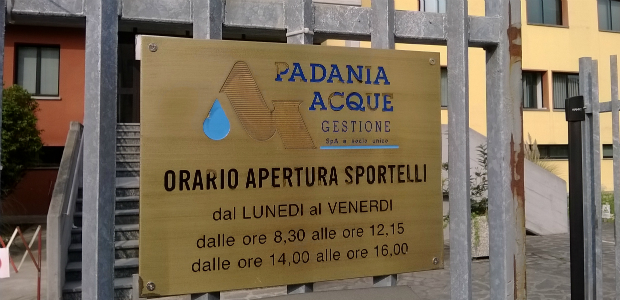 PADANIA
ACQUE
GESTIONE
SpA a socio unico
ORARIO APERTURA SPORTELLI
dal LUNEDI al VENERDI
dalle ore 8,30 alle ore 12,15
dalle ore 14,00 alle ore 16,00